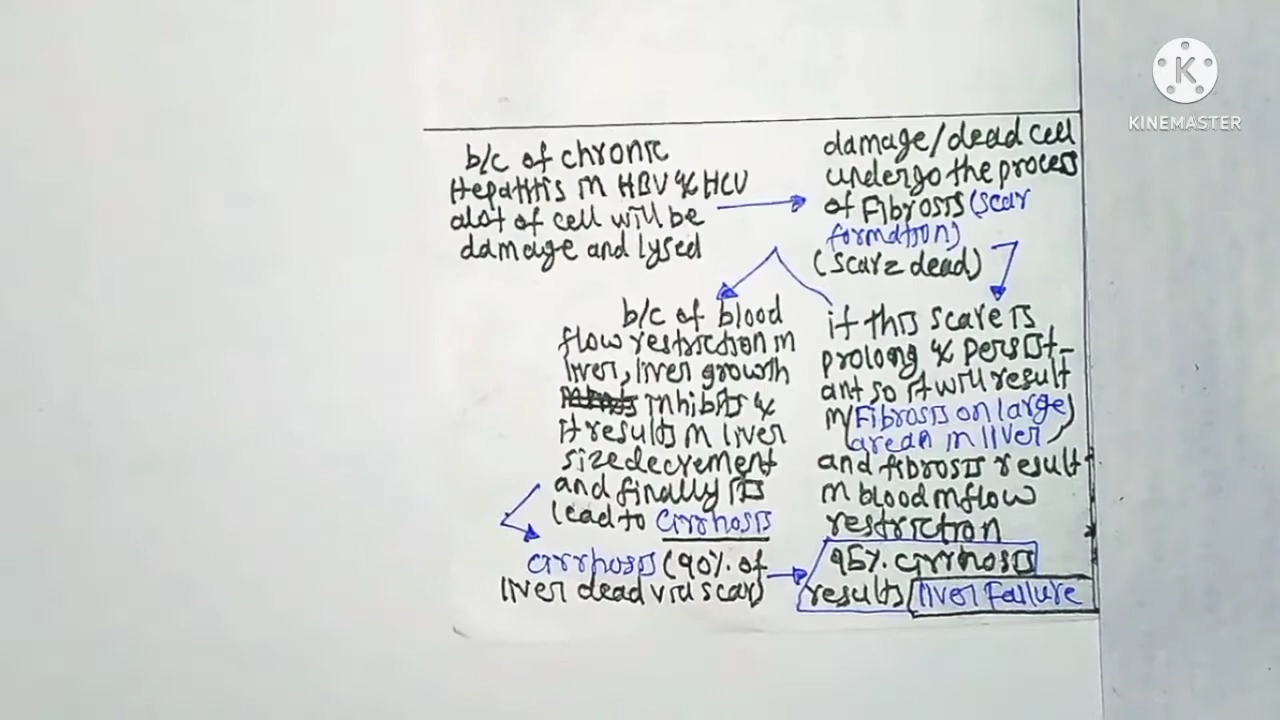 b/c of chronic
Hepatitis in HBV & HCV
alot of cell will be
damage and lysed
damage/dead cell
undergo the process
of Fibrosis (scar
formation)
(scar = dead)
if this scare is
prolong & persist-
ant so it will result
in (Fibrosis on large)
area in liver
and fibrosis result
in blood inflow
restriction
b/c of blood
flow restriction in
liver, liver growth
inhibits &
it results in liver
size decrement
and finally its
lead to cirrhosis
cirrhosis (90% of
liver dead via scar)
95% cirrhosis
results liver Failure
K
KINEMASTER